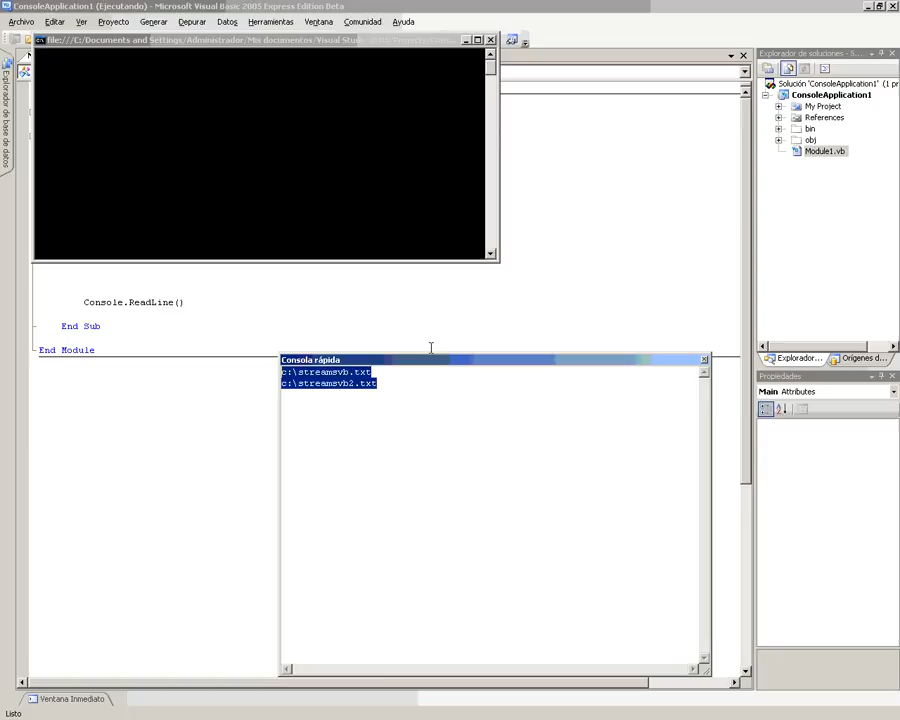 ConsoleApplication1 (Ejecutando) - Microsoft Visual Basic 2005 Express Edition Beta
Archivo Editar Ver Proyecto Generar Depurar Datos Herramientas Ventana Comunidad Ayuda
file:///C:/Documents and Settings/Administrador/Mis documentos/Visual Stud
Explorador de base de datos
Console.ReadLine()
End Sub
End Module
Consola rápida
c:\streamsvb.txt
c:\streamsvb2.txt
Explorador de soluciones - S...
Solución 'ConsoleApplication1' (1 pr
ConsoleApplication1
My Project
References
bin
obj
Module1.vb
Explorador... Orígenes d...
Propiedades
Main Attributes
Ventana Inmediato
Listo